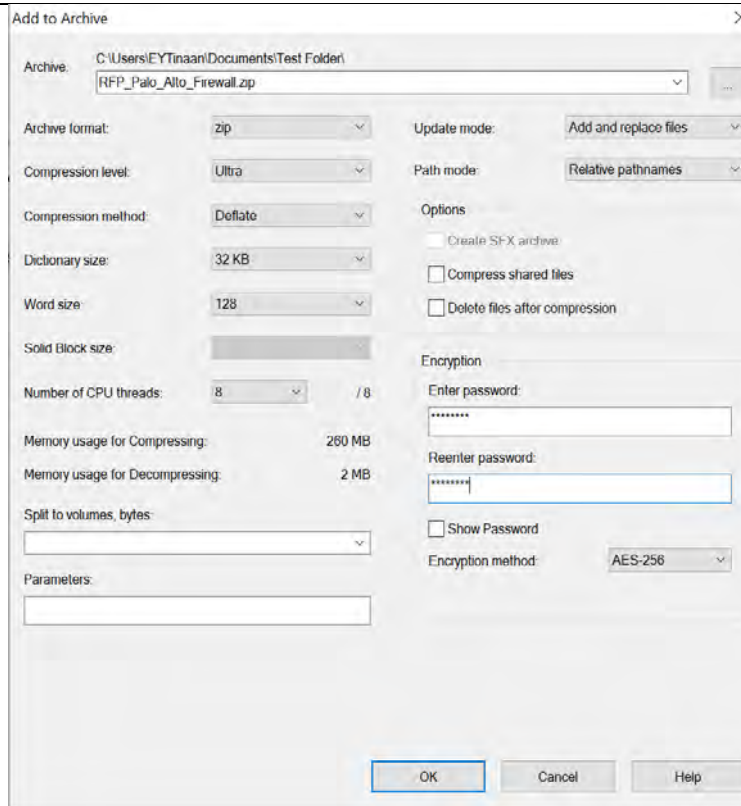 Add to Archive
Archive: C:\Users\EYTinaan\Documents\Test Folder\
RFP_Palo_Alto_Firewall.zip
...
Archive format: zip
Update mode: Add and replace files
Compression level: Ultra
Path mode: Relative pathnames
Compression method: Deflate
Options
Create SFX archive
Dictionary size: 32 KB
Compress shared files
Word size: 128
Delete files after compression
Solid Block size:
Encryption
Number of CPU threads: 8 / 8
Enter password:
********
Memory usage for Compressing: 260 MB
Reenter password:
Memory usage for Decompressing: 2 MB
********
Split to volumes, bytes:
Show Password
Encryption method: AES-256
Parameters:
OK Cancel Help